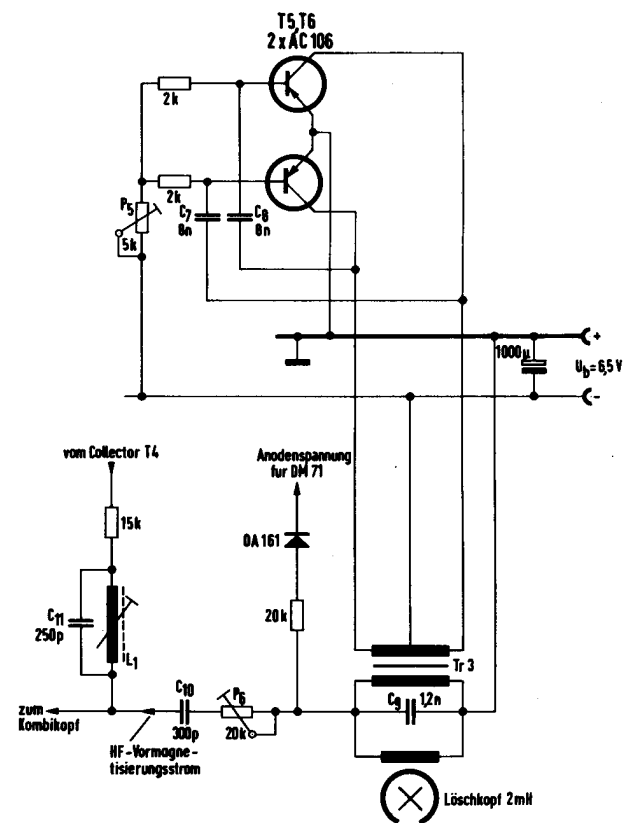 T5,T6
2 x AC 106
2k
2k
P5
5k
C7
8n
C8
8n
+
1000µ
Ub=6,5 V
-
vom Collector T4
Anodenspannung
fur DM 71
15k
OA 161
C11
250p
L1
20k
Tr 3
C10
300p
P6
20k
C9
1,2n
zum
Kombikopf
HF-Vormagne-
tisierungsstrom
Löschkopf 2mH